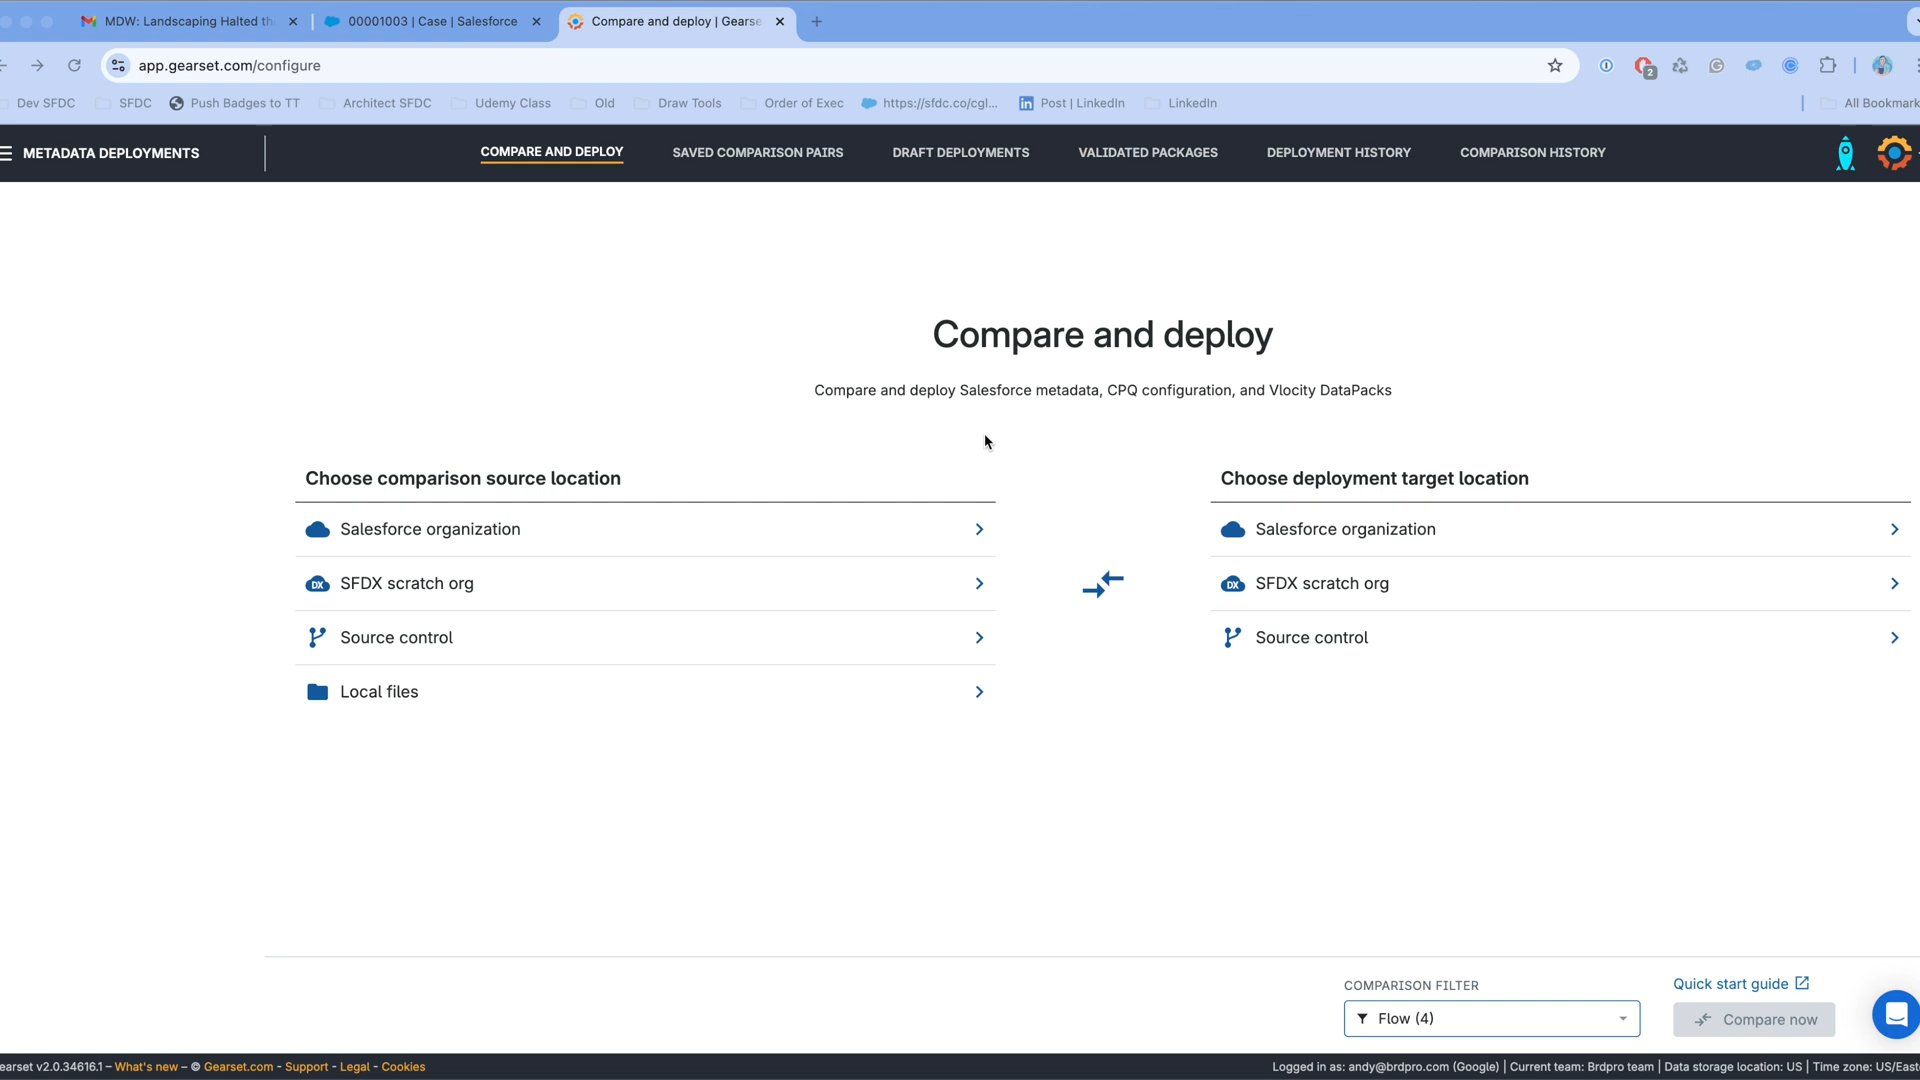 MDW: Landscaping Halted th
00001003 | Case | Salesforce
Compare and deploy | Gearse
app.gearset.com/configure
2
Dev SFDC
SFDC
Push Badges to TT
Architect SFDC
Udemy Class
Old
Draw Tools
Order of Exec
https://sfdc.co/cgl...
Post | LinkedIn
LinkedIn
All Bookmark
METADATA DEPLOYMENTS
COMPARE AND DEPLOY
SAVED COMPARISON PAIRS
DRAFT DEPLOYMENTS
VALIDATED PACKAGES
DEPLOYMENT HISTORY
COMPARISON HISTORY
Compare and deploy
Compare and deploy Salesforce metadata, CPQ configuration, and Vlocity DataPacks
Choose comparison source location
Salesforce organization
DX SFDX scratch org
Source control
Local files
Choose deployment target location
Salesforce organization
DX SFDX scratch org
Source control
COMPARISON FILTER
Flow (4)
Quick start guide
Compare now
earset v2.0.34616.1 – What's new – © Gearset.com - Support - Legal - Cookies
Logged in as: andy@brdpro.com (Google) | Current team: Brdpro team | Data storage location: US | Time zone: US/East